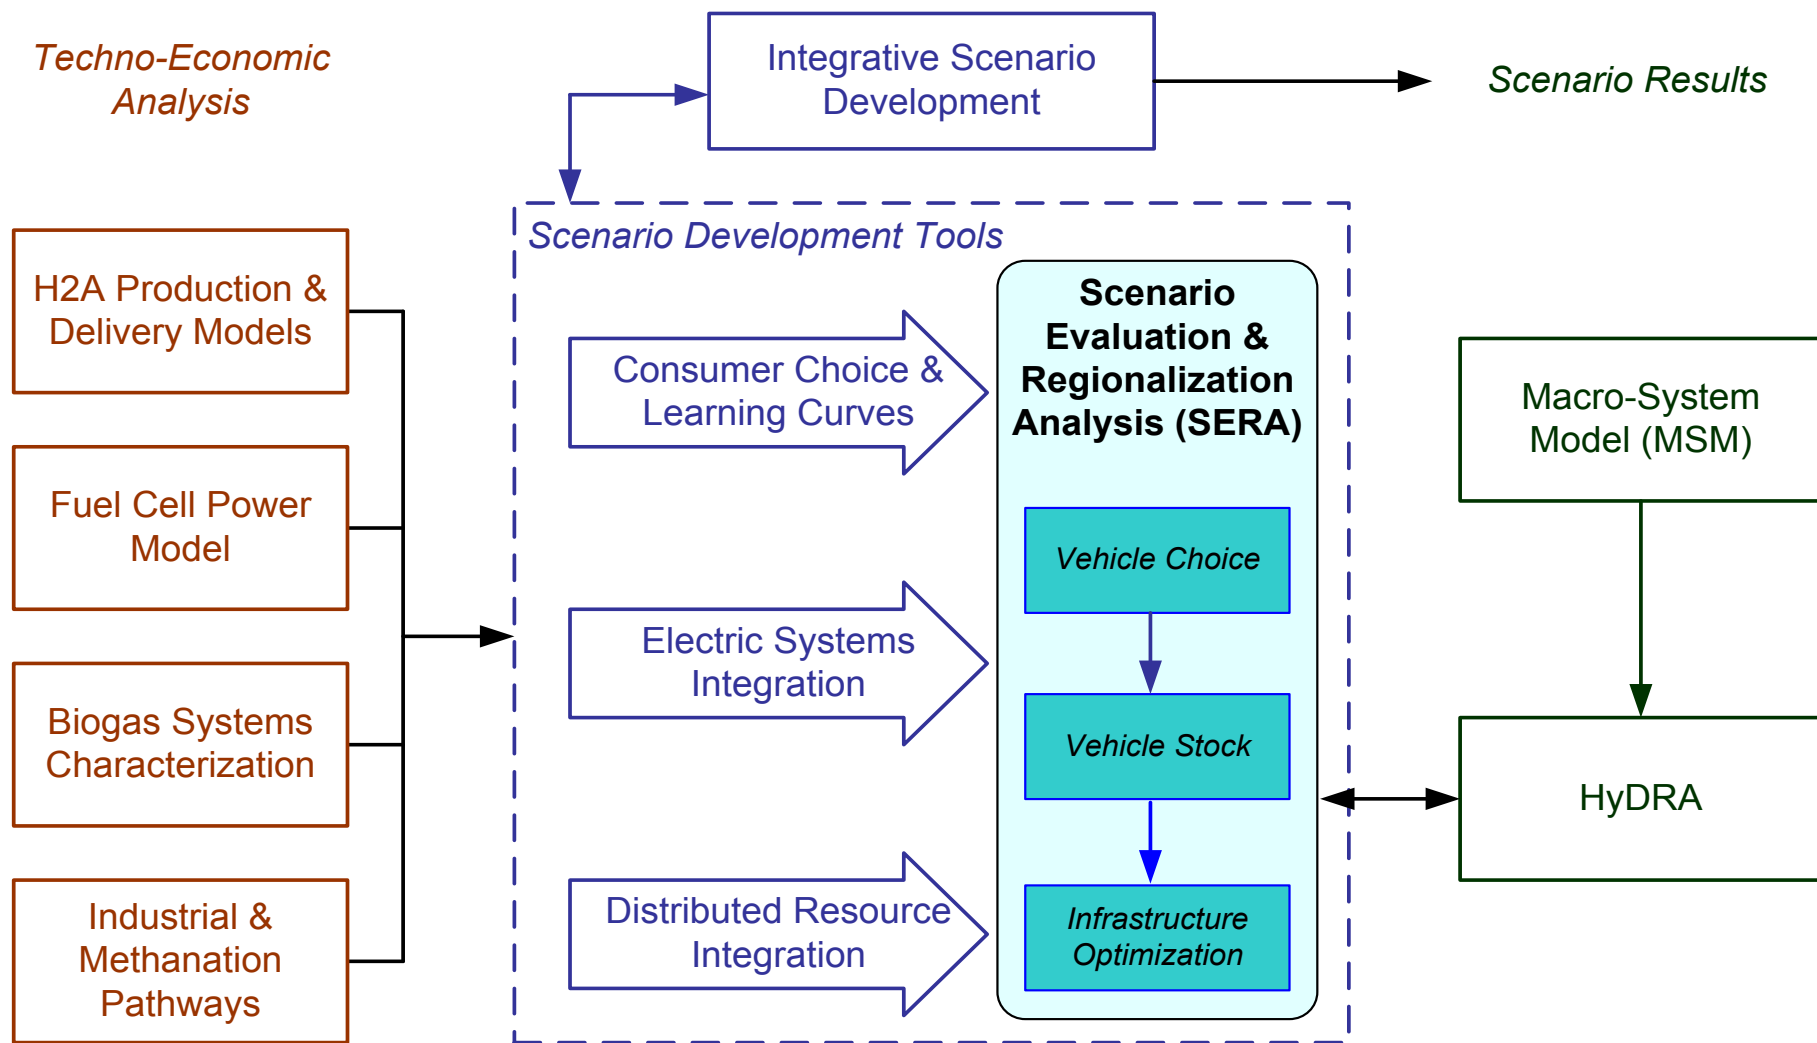 Techno-Economic
Analysis
Integrative Scenario
Development
Scenario Results
H2A Production &
Delivery Models
Fuel Cell Power
Model
Biogas Systems
Characterization
Industrial &
Methanation
Pathways
Scenario Development Tools
Consumer Choice &
Learning Curves
Electric Systems
Integration
Distributed Resource
Integration
Scenario
Evaluation &
Regionalization
Analysis (SERA)
Vehicle Choice
Vehicle Stock
Infrastructure
Optimization
Macro-System
Model (MSM)
HyDRA